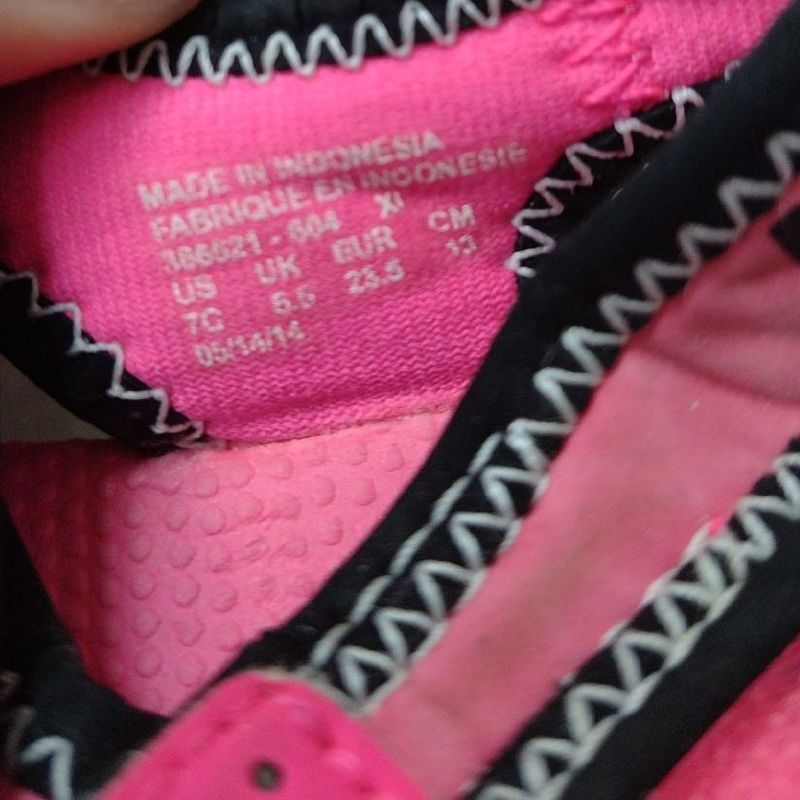 MADE IN INDONESIA
FABRIQUE EN INDONESIE
386521 - 604 XI
US UK EUR CM
7C 6.5 23.5 13
05/14/14